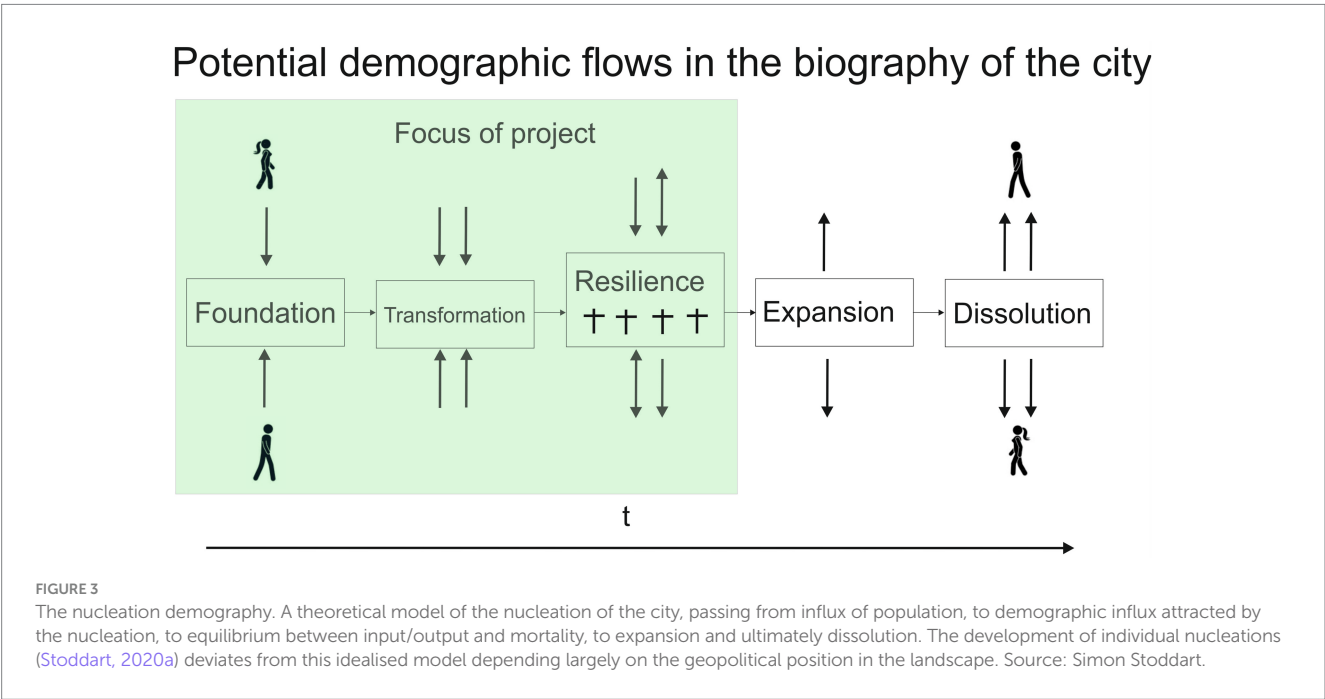 Potential demographic flows in the biography of the city
Focus of project
Foundation
Transformation
Resilience
Expansion
Dissolution
t
FIGURE 3
The nucleation demography. A theoretical model of the nucleation of the city, passing from influx of population, to demographic influx attracted by
the nucleation, to equilibrium between input/output and mortality, to expansion and ultimately dissolution. The development of individual nucleations
(Stoddart, 2020a) deviates from this idealised model depending largely on the geopolitical position in the landscape. Source: Simon Stoddart.